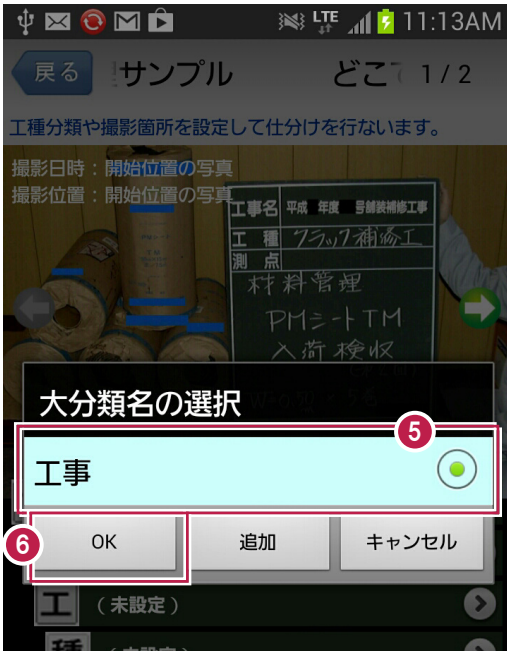 LTE 11:13AM
戻る サンプル どこ 1 / 2
工種分類や撮影箇所を設定して仕分けを行ないます。
撮影日時：開始位置の写真
撮影位置：開始位置の写真
工事名 平成 年度 号舗装補修工事
工種 クラック補修工
測点
材料管理
PMシートTM
入荷検収
大分類名の選択
5
工事
6
OK 追加 キャンセル
工 （未設定）
種 （未設定）